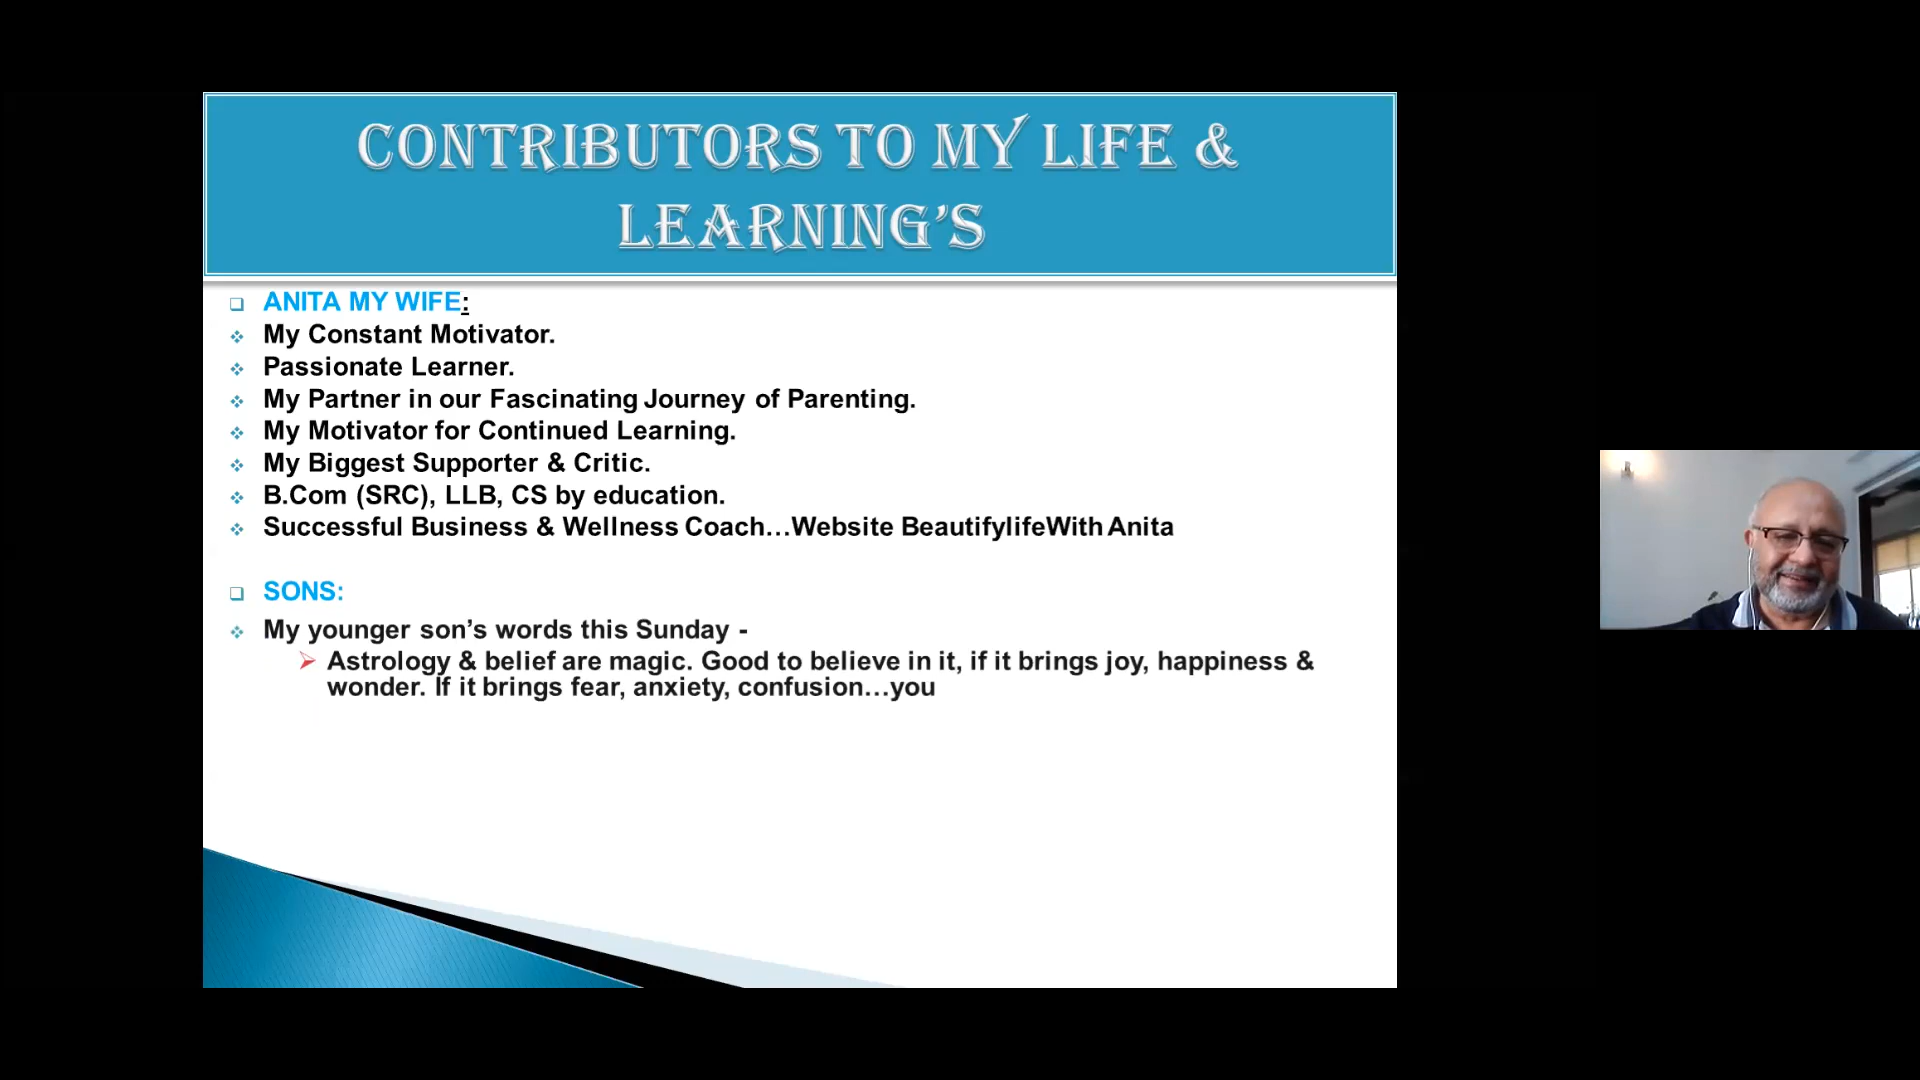 CONTRIBUTORS TO MY LIFE &
LEARNING’S
ANITA MY WIFE:
My Constant Motivator.
Passionate Learner.
My Partner in our Fascinating Journey of Parenting.
My Motivator for Continued Learning.
My Biggest Supporter & Critic.
B.Com (SRC), LLB, CS by education.
Successful Business & Wellness Coach…Website BeautifylifeWith Anita
SONS:
My younger son’s words this Sunday -
Astrology & belief are magic. Good to believe in it, if it brings joy, happiness &
wonder. If it brings fear, anxiety, confusion…you